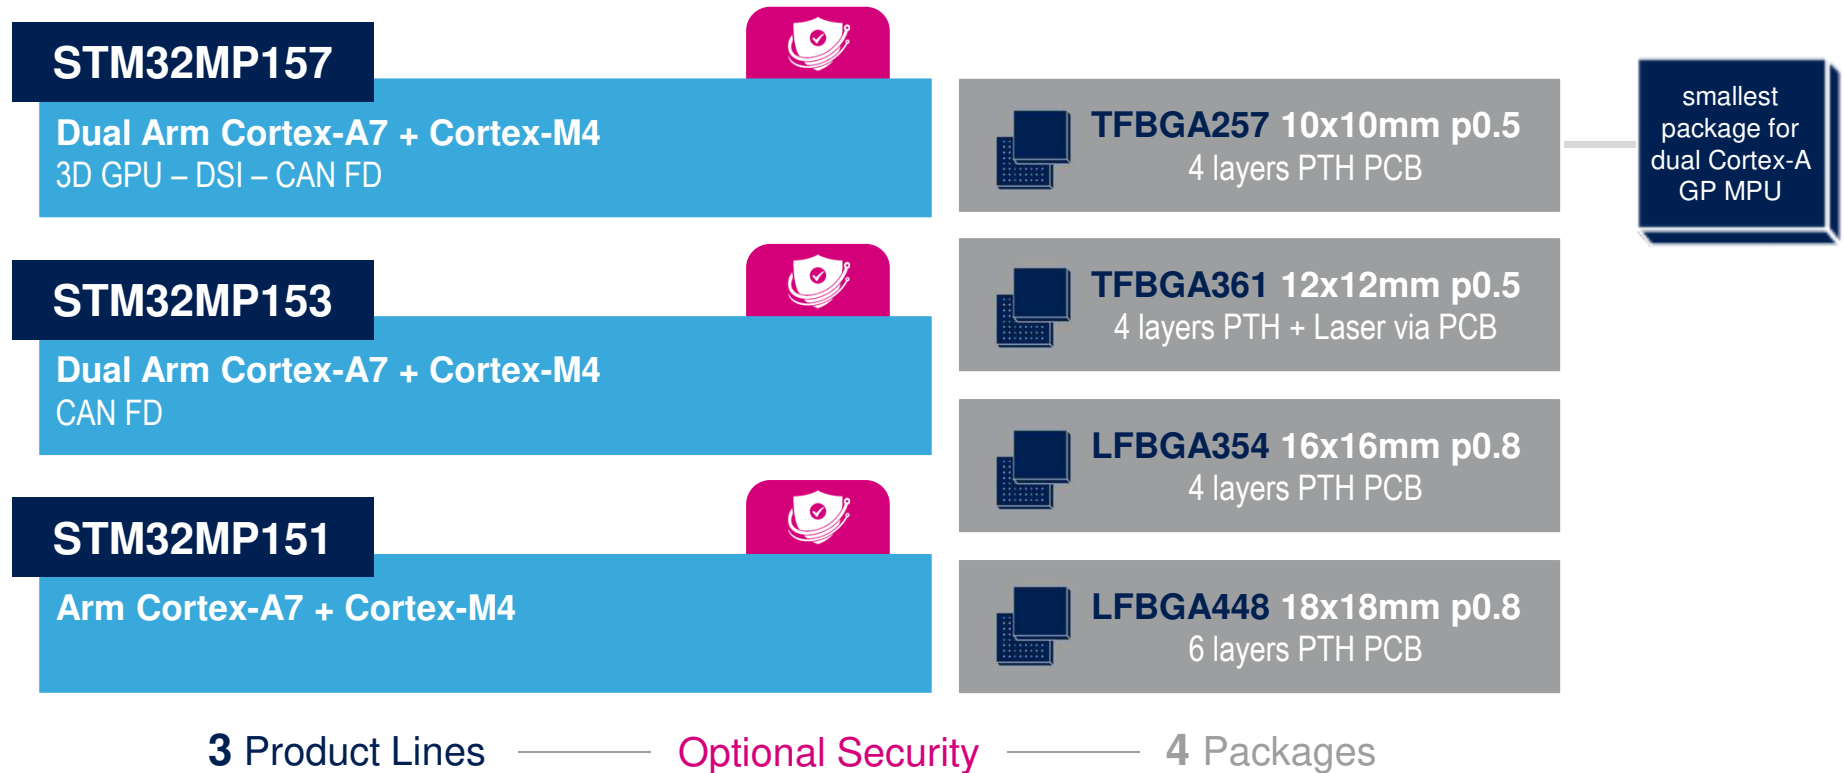 STM32MP157
Dual Arm Cortex-A7 + Cortex-M4
3D GPU – DSI – CAN FD
STM32MP153
Dual Arm Cortex-A7 + Cortex-M4
CAN FD
STM32MP151
Arm Cortex-A7 + Cortex-M4
TFBGA257 10x10mm p0.5
4 layers PTH PCB
TFBGA361 12x12mm p0.5
4 layers PTH + Laser via PCB
LFBGA354 16x16mm p0.8
4 layers PTH PCB
LFBGA448 18x18mm p0.8
6 layers PTH PCB
smallest
package for
dual Cortex-A
GP MPU
3 Product Lines
Optional Security
4 Packages